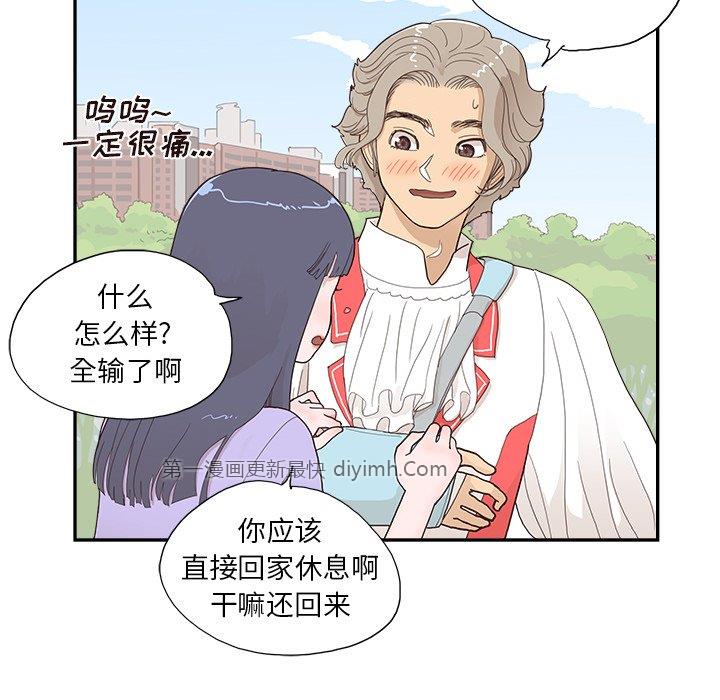 呜呜~
一定很痛...
什么
怎么样?
全输了啊
第一漫画更新最快 diyimh.Com
你应该
直接回家休息啊
干嘛还回来